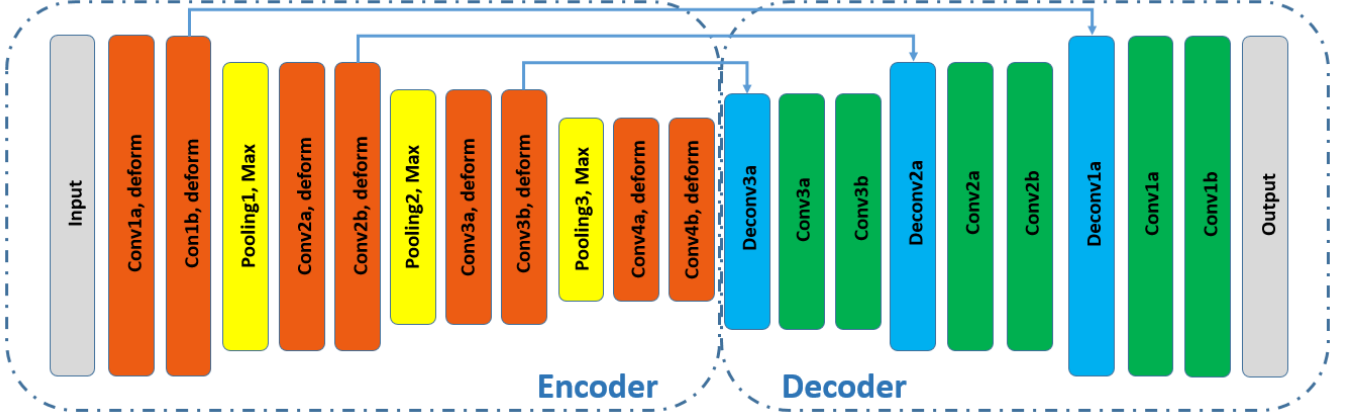 Input
Conv1a, deform
Con1b, deform
Pooling1, Max
Conv2a, deform
Conv2b, deform
Pooling2, Max
Conv3a, deform
Conv3b, deform
Pooling3, Max
Conv4a, deform
Conv4b, deform
Deconv3a
Conv3a
Conv3b
Deconv2a
Conv2a
Conv2b
Deconv1a
Conv1a
Conv1b
Output
Encoder
Decoder